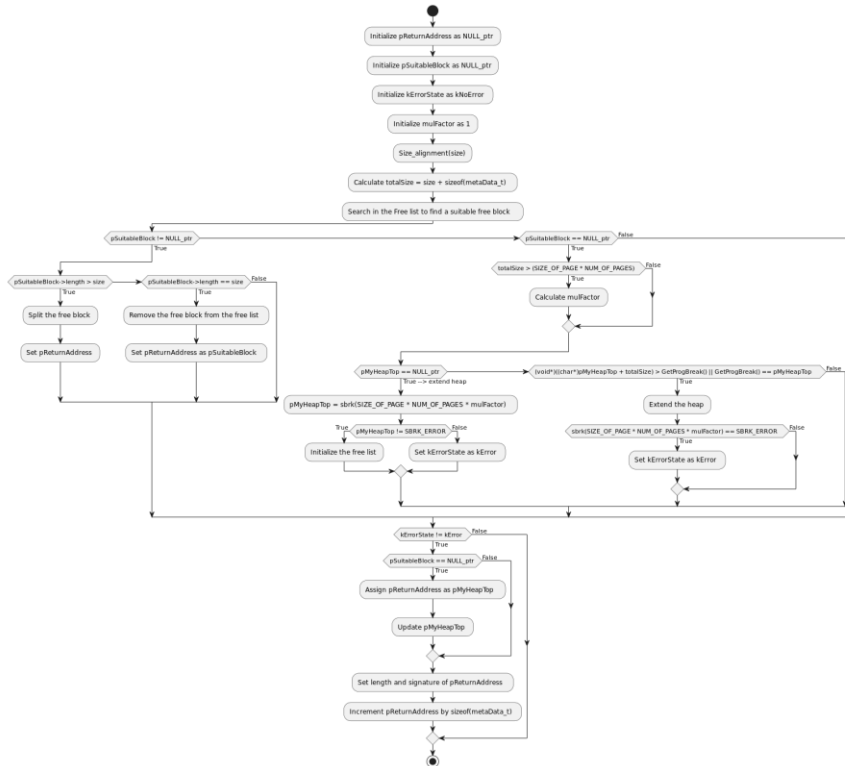 Initialize pReturnAddress as NULL_ptr
Initialize pSuitableBlock as NULL_ptr
Initialize kErrorState as kNoError
Initialize mulFactor as 1
Size_alignment(size)
Calculate totalSize = size + sizeof(metaData_t)
Search in the Free list to find a suitable free block
pSuitableBlock != NULL_ptr
True
pSuitableBlock == NULL_ptr
False
True
pSuitableBlock->length > size
True
pSuitableBlock->length == size
False
True
totalSize > (SIZE_OF_PAGE * NUM_OF_PAGES)
False
True
Split the free block
Remove the free block from the free list
Calculate mulFactor
Set pReturnAddress
Set pReturnAddress as pSuitableBlock
pMyHeapTop == NULL_ptr
True --> extend heap
(void*)((char*)pMyHeapTop + totalSize) > GetProgBreak() || GetProgBreak() == pMyHeapTop
False
True
pMyHeapTop = sbrk(SIZE_OF_PAGE * NUM_OF_PAGES * mulFactor)
Extend the heap
True
pMyHeapTop != SBRK_ERROR
False
sbrk(SIZE_OF_PAGE * NUM_OF_PAGES * mulFactor) == SBRK_ERROR
False
True
Initialize the free list
Set kErrorState as kError
Set kErrorState as kError
kErrorState != kError
False
True
pSuitableBlock == NULL_ptr
False
True
Assign pReturnAddress as pMyHeapTop
Update pMyHeapTop
Set length and signature of pReturnAddress
Increment pReturnAddress by sizeof(metaData_t)